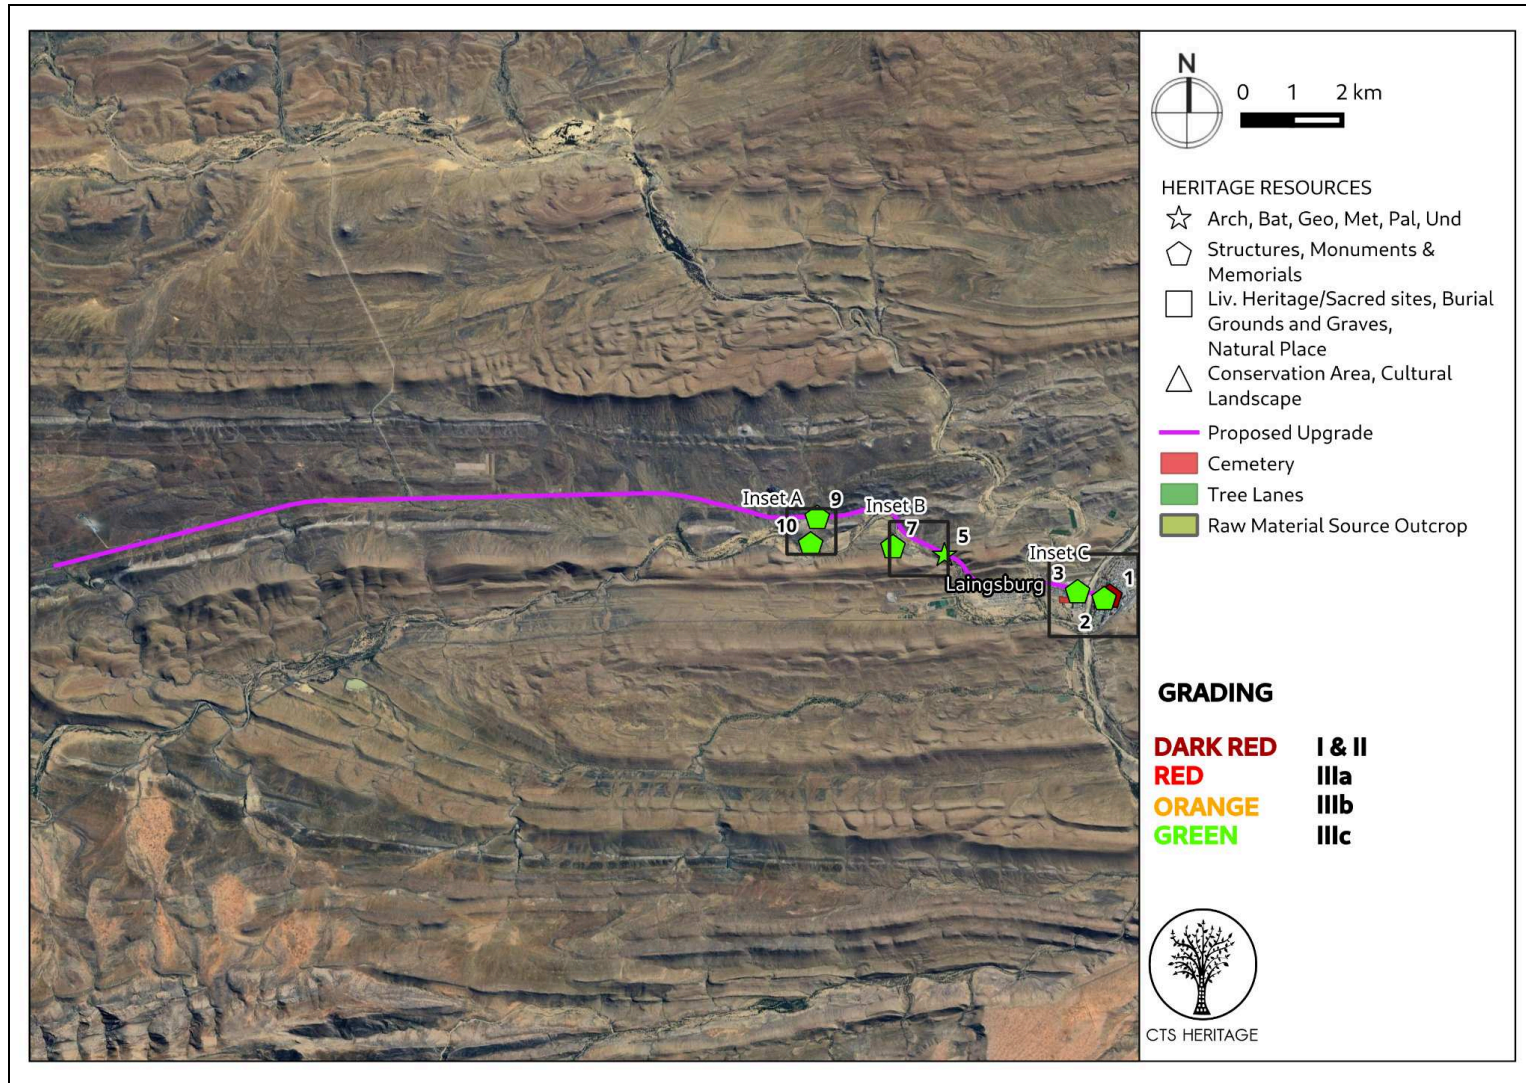 Inset A
9
10
Inset B
7
5
Inset C
Laingsburg
3
1
2
N
0 1 2 km
HERITAGE RESOURCES
Arch, Bat, Geo, Met, Pal, Und
Structures, Monuments &
Memorials
Liv. Heritage/Sacred sites, Burial
Grounds and Graves,
Natural Place
Conservation Area, Cultural
Landscape
Proposed Upgrade
Cemetery
Tree Lanes
Raw Material Source Outcrop
GRADING
DARK RED I & II
RED IIIa
ORANGE IIIb
GREEN IIIc
CTS HERITAGE